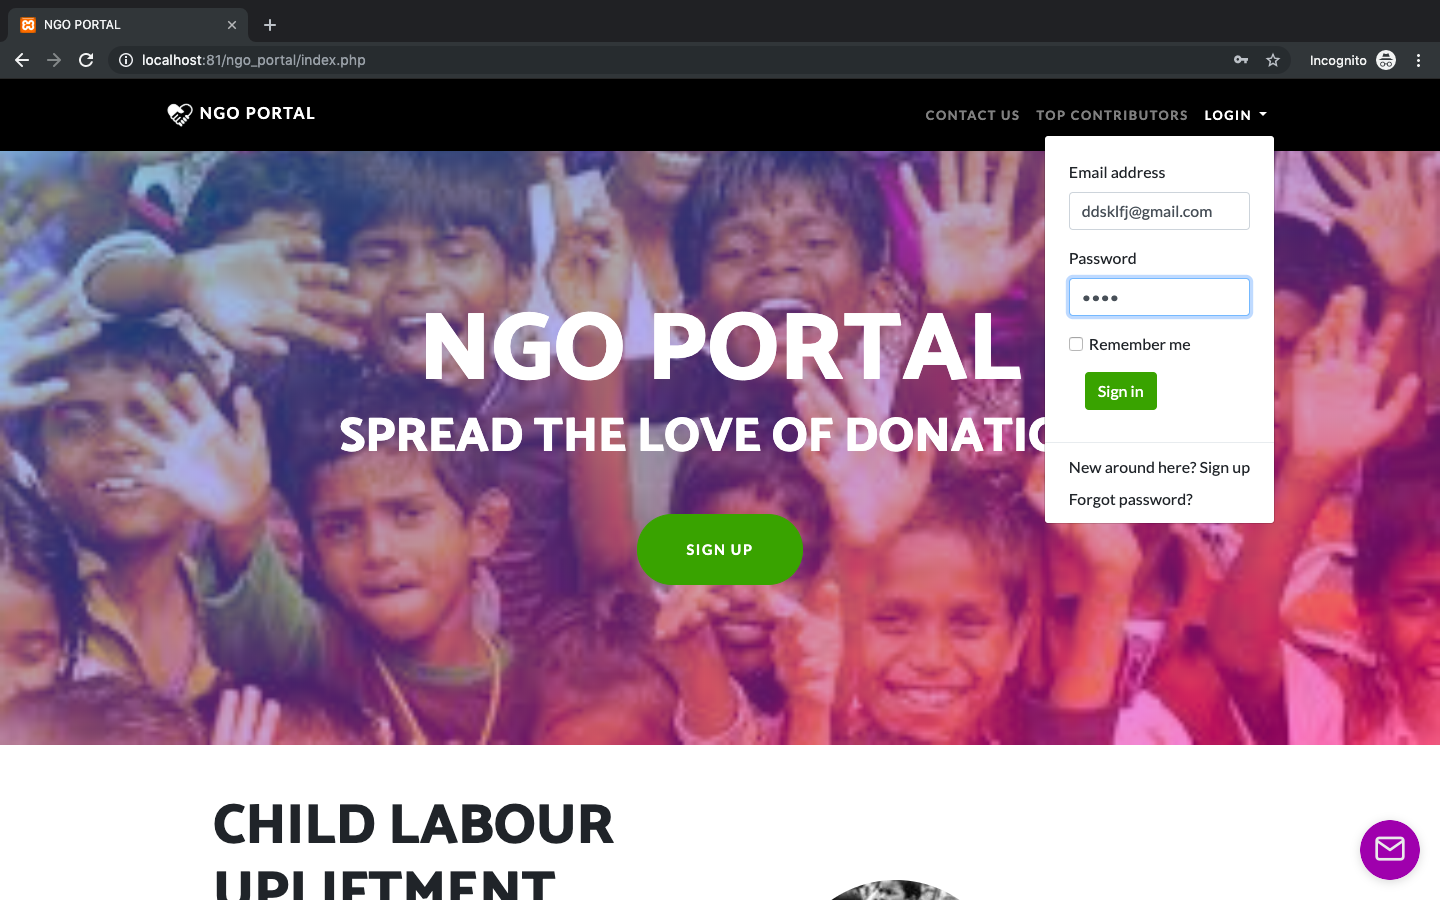 NGO PORTAL
localhost:81/ngo_portal/index.php
Incognito
NGO PORTAL
CONTACT US
TOP CONTRIBUTORS
LOGIN
Email address
ddsklfj@gmail.com
Password
Remember me
Sign in
New around here? Sign up
Forgot password?
NGO PORTAL
SPREAD THE LOVE OF DONATIO
SIGN UP
CHILD LABOUR
UPLIFTMENT